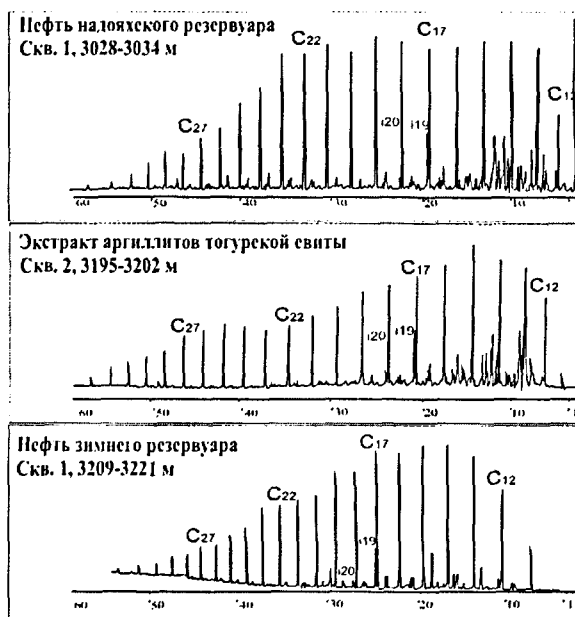 Нефть надояхского резервуара
Скв. 1, 3028-3034 м
C22 C17
C12
C27
i20 i19
60 50 40 30 20 10
Экстракт аргиллитов тогурской свиты
Скв. 2, 3195-3202 м
C17
C12
C22
C27
i20 i19
60 50 40 30 20 10
Нефть зимнего резервуара
Скв. 1, 3209-3221 м
C17
C22 C12
i19
C27
i20
60 50 40 30 20 10 0